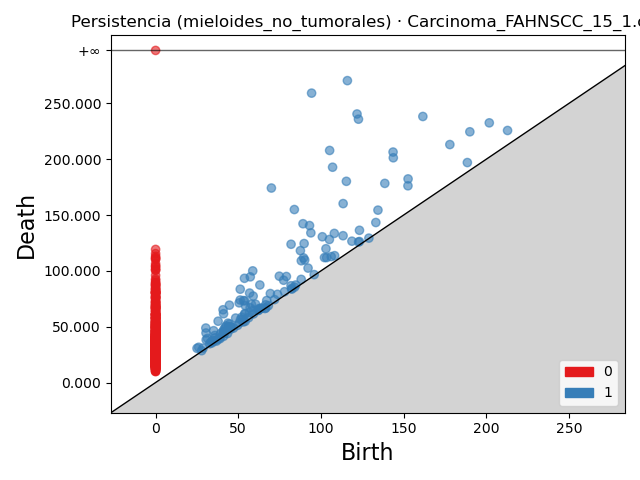 Persistencia (mieloides_no_tumorales) · Carcinoma_FAHNSCC_15_1.
+∞
250.000
200.000
150.000
100.000
50.000
0.000
Death
0
1
0 50 100 150 200 250
Birth